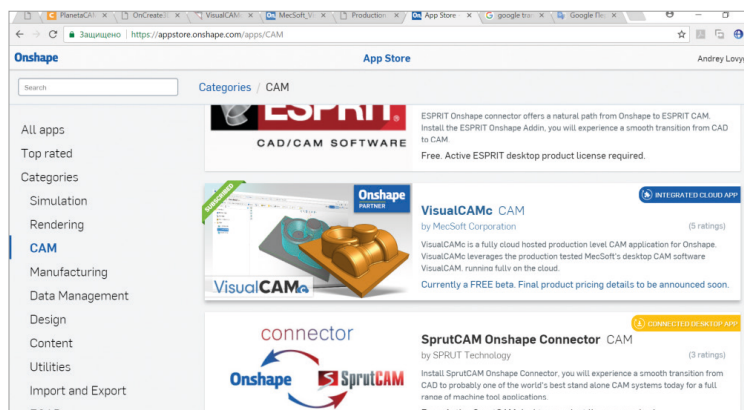 PlanetaCAM
OnCreate3D
VisualCAM
MecSoft_Vi
Production
App Store
google tran
Google Пер
Защищено | https://appstore.onshape.com/apps/CAM
Onshape
App Store
Andrey Lovy
Search
Categories / CAM
All apps
Top rated
Categories
Simulation
Rendering
CAM
Manufacturing
Data Management
Design
Content
Utilities
Import and Export
ESPRIT
CAD/CAM SOFTWARE
ESPRIT Onshape connector offers a natural path from Onshape to ESPRIT CAM.
Install the ESPRIT Onshape Addin, you will experience a smooth transition from CAD
to CAM.
Free. Active ESPRIT desktop product license required.
SUBSCRIBED
Onshape
PARTNER
VisualCAMc
INTEGRATED CLOUD APP
VisualCAMc CAM
by MecSoft Corporation
(5 ratings)
VisualCAMc is a fully cloud hosted production level CAM application for Onshape.
VisualCAMc leverages the production tested MecSoft's desktop CAM software
VisualCAM, running fully on the cloud.
Currently a FREE beta. Final product pricing details to be announced soon.
connector
Onshape
SprutCAM
CONNECTED DESKTOP APP
SprutCAM Onshape Connector CAM
by SPRUT Technology
(3 ratings)
Install SprutCAM Onshape Connector, you will experience a smooth transition from
CAD to probably one of the world's best stand alone CAM systems today for a full
range of machine tool applications.